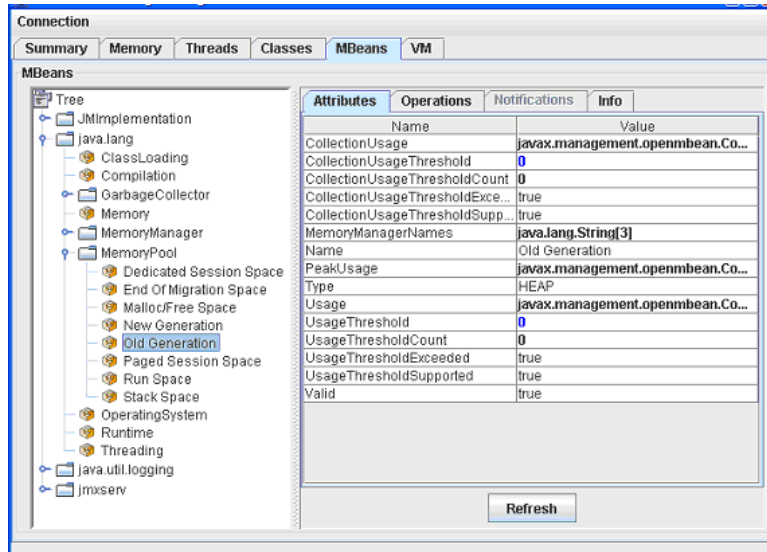 Connection
Summary Memory Threads Classes MBeans VM
MBeans
Tree
JMImplementation
java.lang
ClassLoading
Compilation
GarbageCollector
Memory
MemoryManager
MemoryPool
Dedicated Session Space
End Of Migration Space
Malloc/Free Space
New Generation
Old Generation
Paged Session Space
Run Space
Stack Space
OperatingSystem
Runtime
Threading
java.util.logging
jmxserv
Attributes Operations Notifications Info
Name Value
CollectionUsage javax.management.openmbean.Co...
CollectionUsageThreshold 0
CollectionUsageThresholdCount 0
CollectionUsageThresholdExce... true
CollectionUsageThresholdSupp... true
MemoryManagerNames java.lang.String[3]
Name Old Generation
PeakUsage javax.management.openmbean.Co...
Type HEAP
Usage javax.management.openmbean.Co...
UsageThreshold 0
UsageThresholdCount 0
UsageThresholdExceeded true
UsageThresholdSupported true
Valid true
Refresh